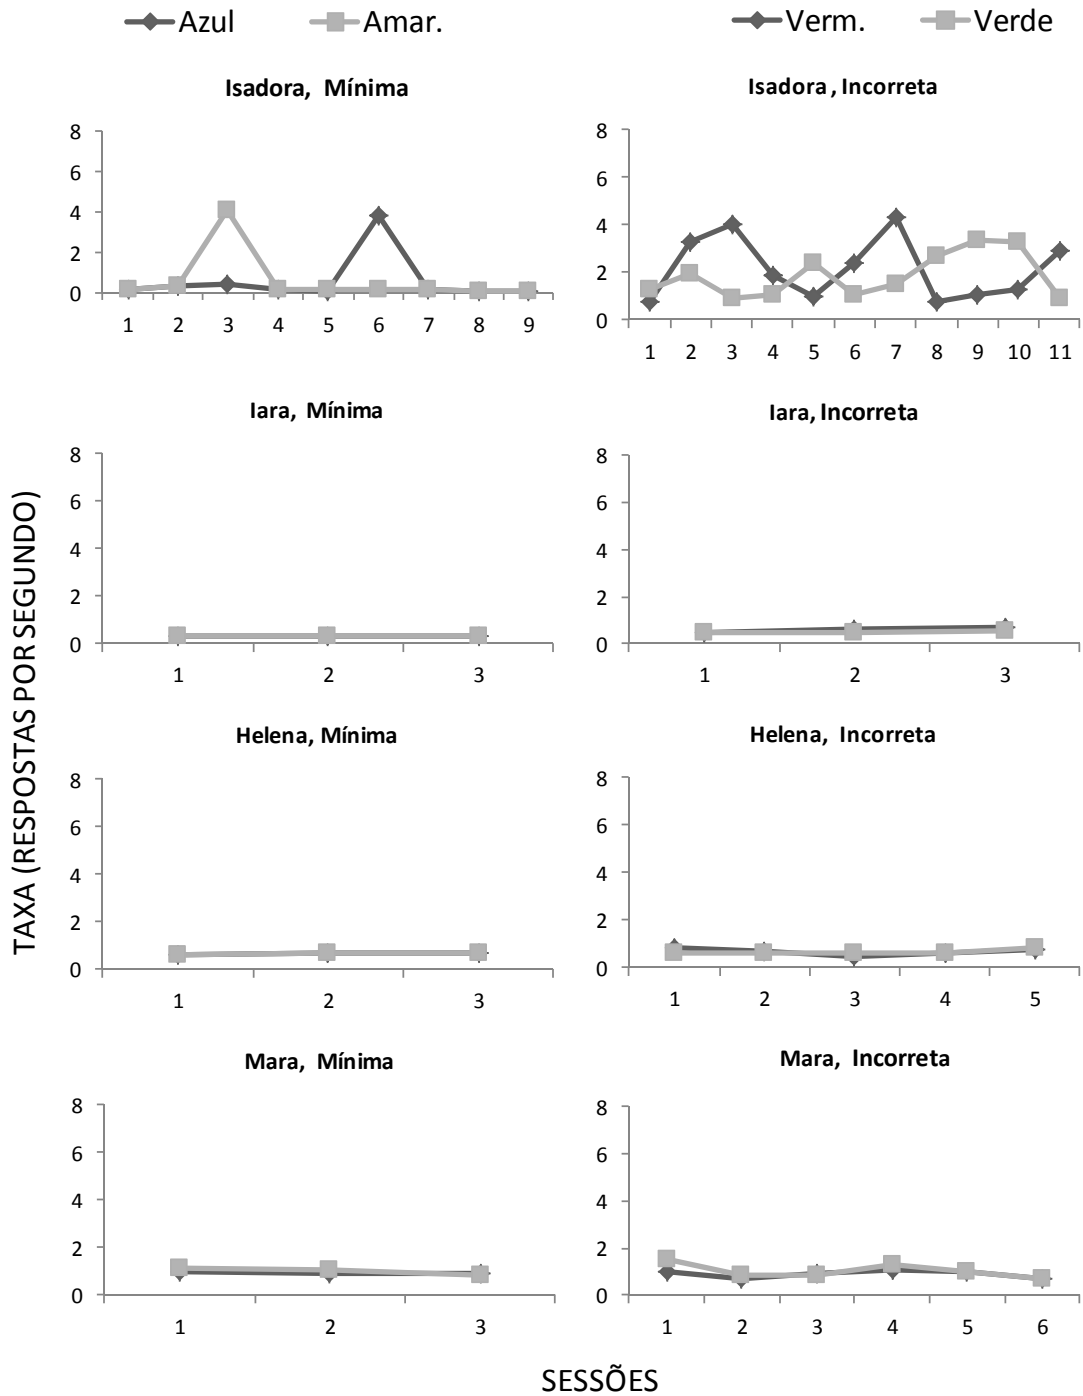 Azul Amar. Verm. Verde
Isadora, Mínima
8
6
4
2
0
1 2 3 4 5 6 7 8 9
Isadora , Incorreta
8
6
4
2
0
1 2 3 4 5 6 7 8 9 10 11
Iara, Mínima
8
6
4
2
0
1 2 3
Iara, Incorreta
8
6
4
2
0
1 2 3
Helena, Mínima
8
6
4
2
0
1 2 3
Helena, Incorreta
8
6
4
2
0
1 2 3 4 5
Mara, Mínima
8
6
4
2
0
1 2 3
Mara, Incorreta
8
6
4
2
0
1 2 3 4 5 6
TAXA (RESPOSTAS POR SEGUNDO)
SESSÕES